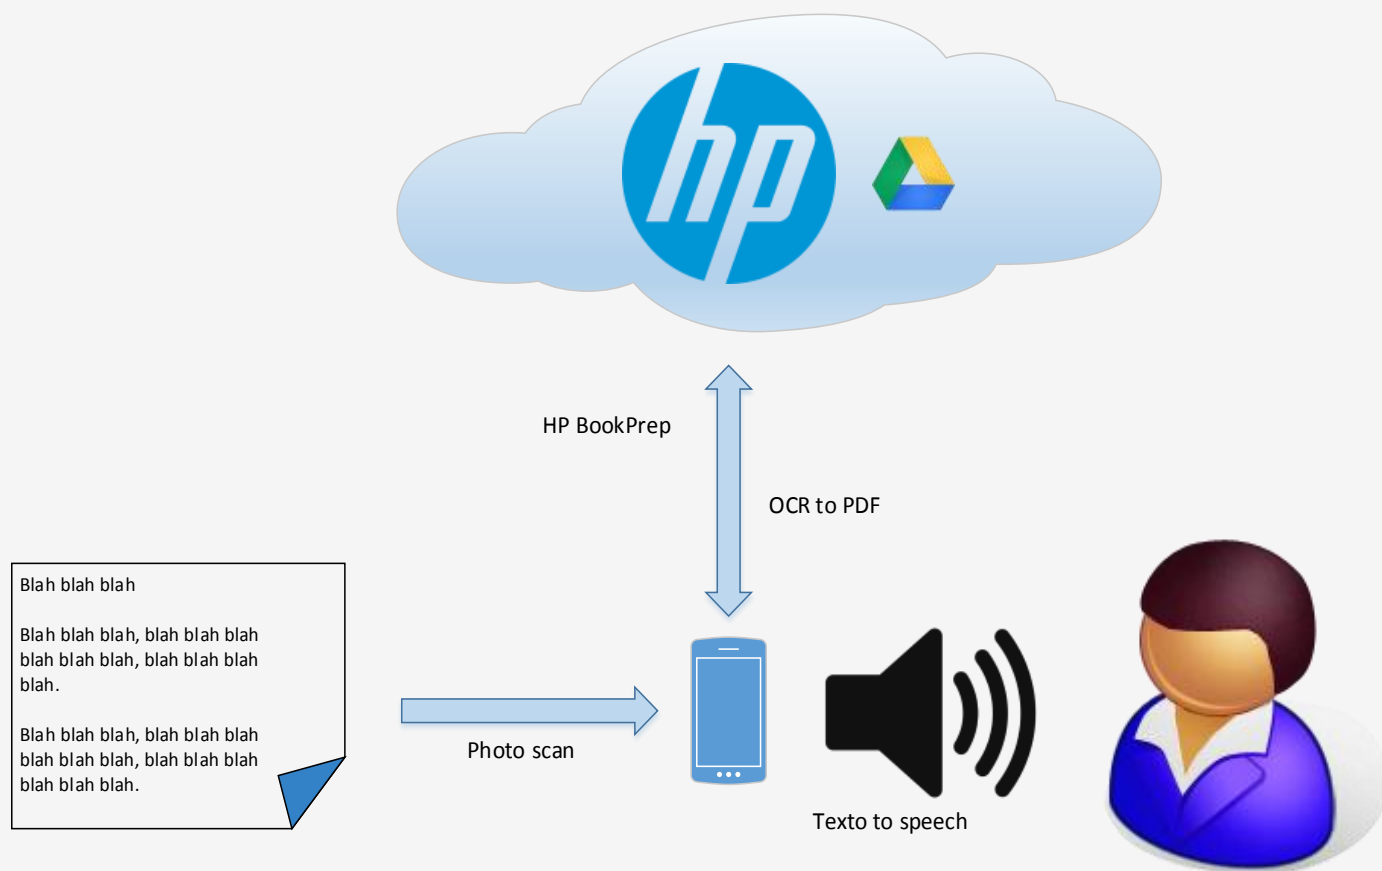 hp
HP BookPrep
OCR to PDF
Blah blah blah
Blah blah blah, blah blah blah
blah blah blah, blah blah blah
blah.
Blah blah blah, blah blah blah
blah blah blah, blah blah blah
blah blah blah.
Photo scan
Texto to speech